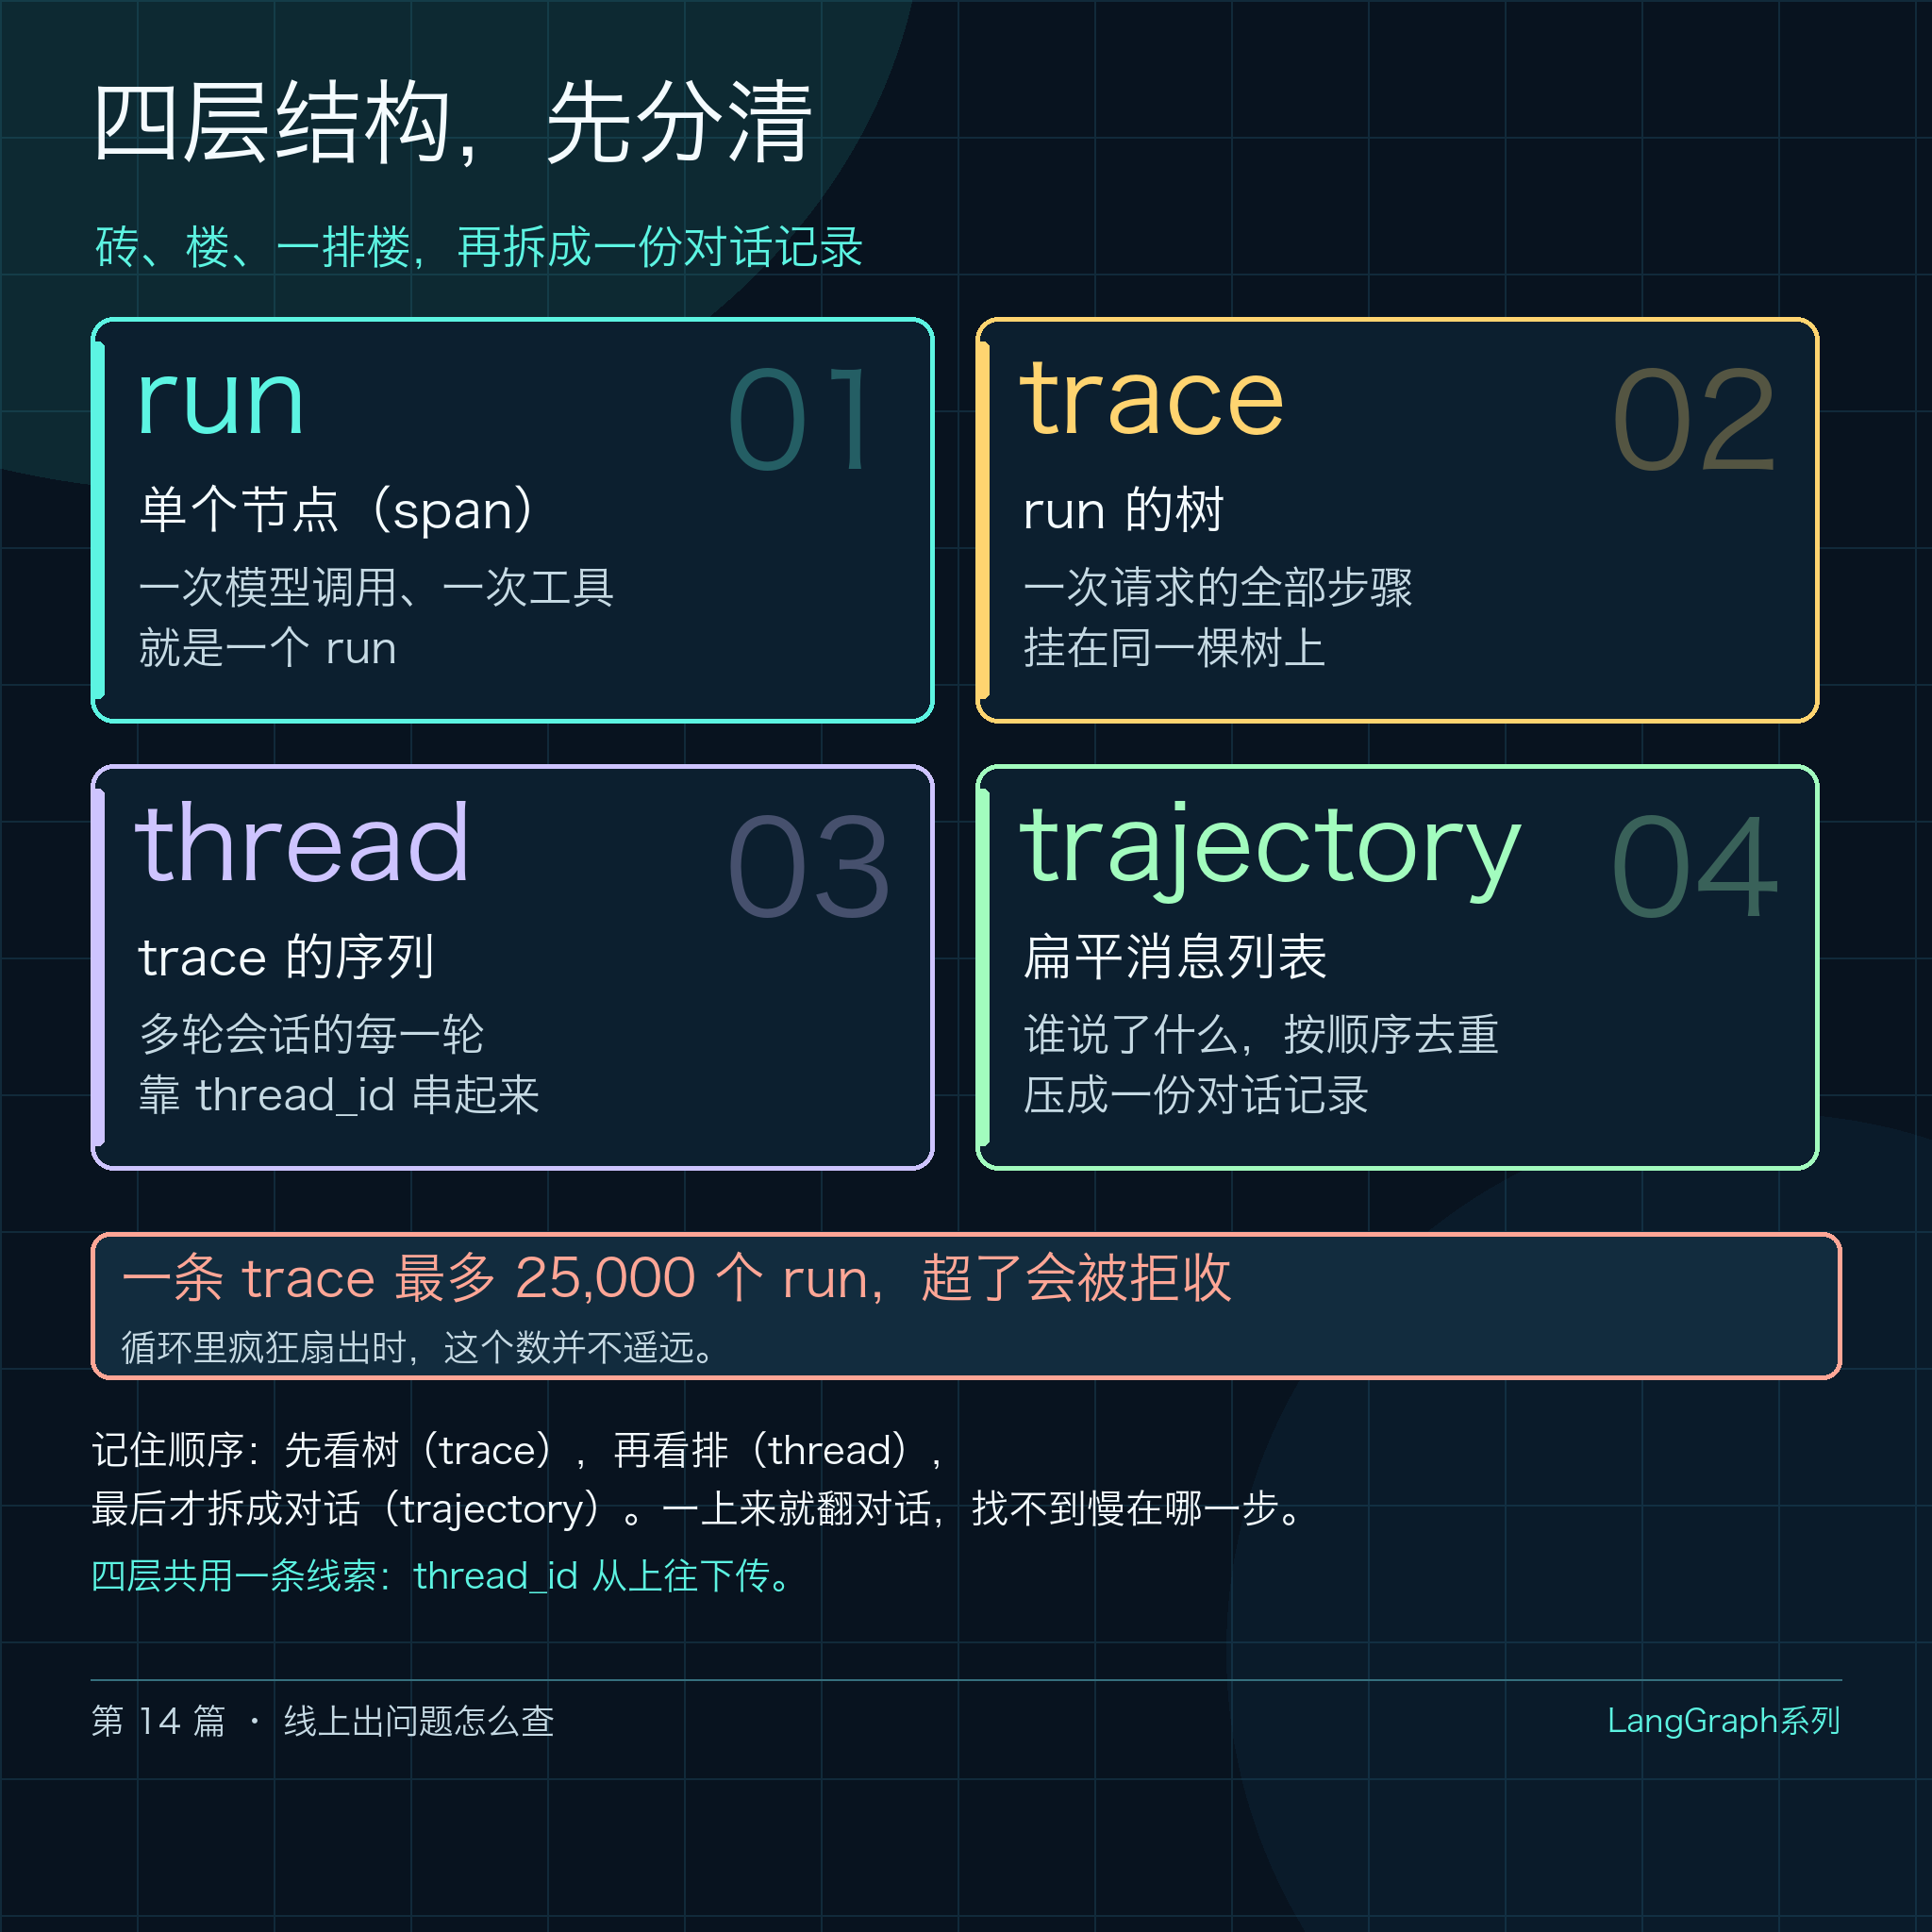 四层结构，先分清
砖、楼、一排楼，再拆成一份对话记录
run
01
单个节点（span）
一次模型调用、一次工具
就是一个 run
trace
02
run 的树
一次请求的全部步骤
挂在同一棵树上
thread
03
trace 的序列
多轮会话的每一轮
靠 thread_id 串起来
trajectory
04
扁平消息列表
谁说了什么，按顺序去重
压成一份对话记录
一条 trace 最多 25,000 个 run，超了会被拒收
循环里疯狂扇出时，这个数并不遥远。
记住顺序：先看树（trace），再看排（thread），
最后才拆成对话（trajectory）。一上来就翻对话，找不到慢在哪一步。
四层共用一条线索：thread_id 从上往下传。
第 14 篇 · 线上出问题怎么查
LangGraph系列